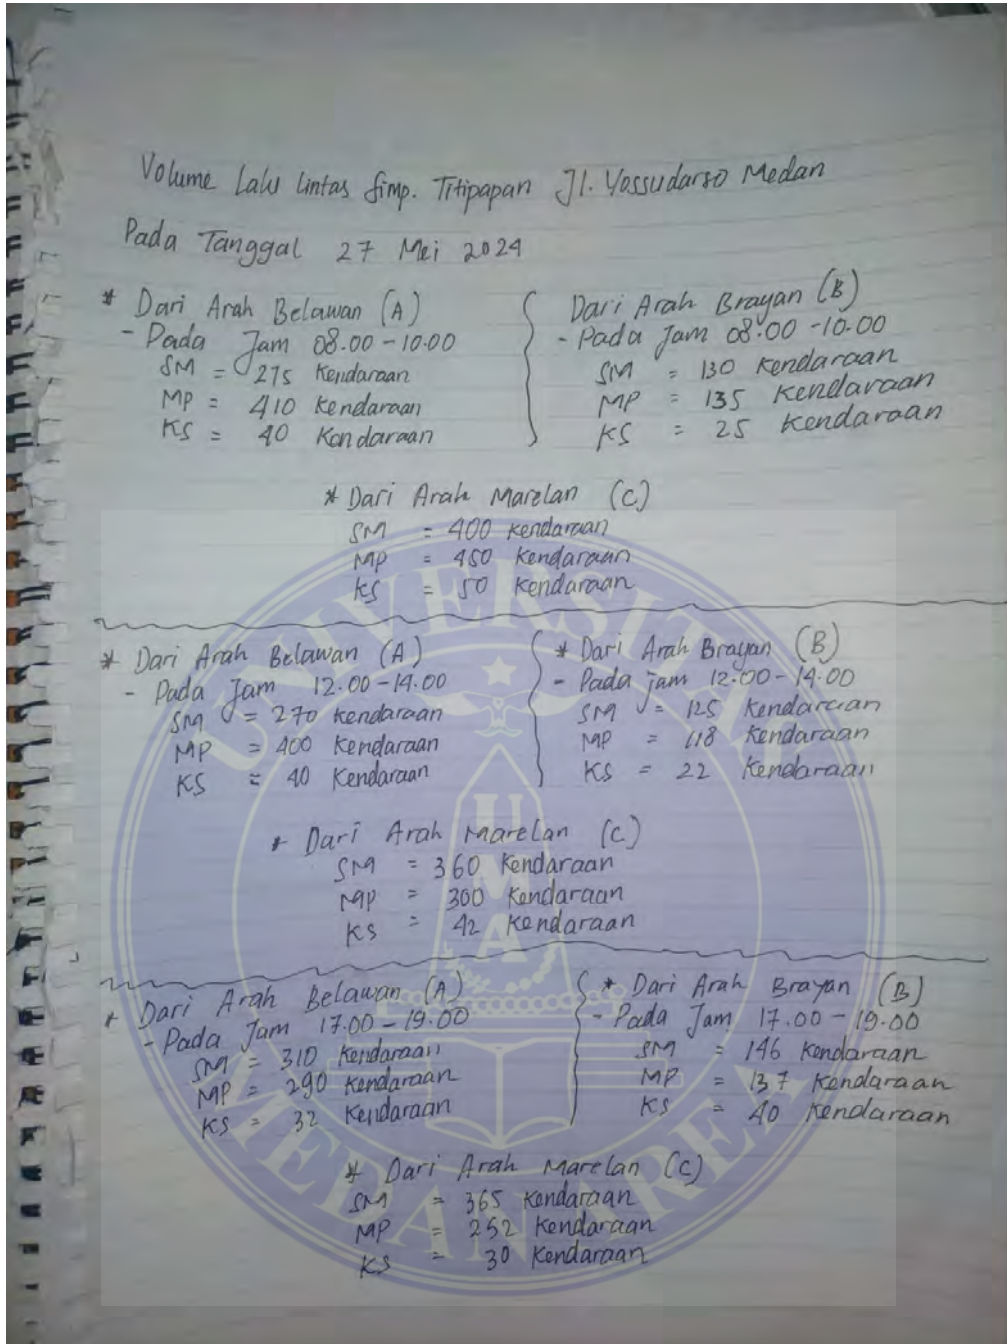 Volume Lalu Lintas Simp. Titipapan Jl. Yossudarso Medan
Pada Tanggal 27 Mei 2024
* Dari Arah Belawan (A)
- Pada Jam 08.00 - 10.00
SM = 275 Kendaraan
MP = 410 Kendaraan
KS = 40 Kendaraan
Dari Arah Brayan (B)
- Pada Jam 08.00 - 10.00
SM = 130 Kendaraan
MP = 135 Kendaraan
KS = 25 Kendaraan
* Dari Arah Marelan (C)
SM = 400 Kendaraan
MP = 450 Kendaraan
KS = 50 Kendaraan
* Dari Arah Belawan (A)
- Pada Jam 12.00 - 14.00
SM = 270 Kendaraan
MP = 400 Kendaraan
KS = 40 Kendaraan
* Dari Arah Brayan (B)
- Pada jam 12.00 - 14.00
SM = 125 Kendaraan
MP = 118 Kendaraan
KS = 22 Kendaraan
* Dari Arah Marelan (C)
SM = 360 Kendaraan
MP = 300 Kendaraan
KS = 42 Kendaraan
* Dari Arah Belawan (A)
- Pada Jam 17.00 - 19.00
SM = 310 Kendaraan
MP = 290 Kendaraan
KS = 32 Kendaraan
* Dari Arah Brayan (B)
- Pada Jam 17.00 - 19.00
SM = 146 Kendaraan
MP = 137 Kendaraan
KS = 40 Kendaraan
* Dari Arah Marelan (C)
SM = 365 Kendaraan
MP = 252 Kendaraan
KS = 30 Kendaraan
UNIVERSITAS
UMA
MEDAN AREA